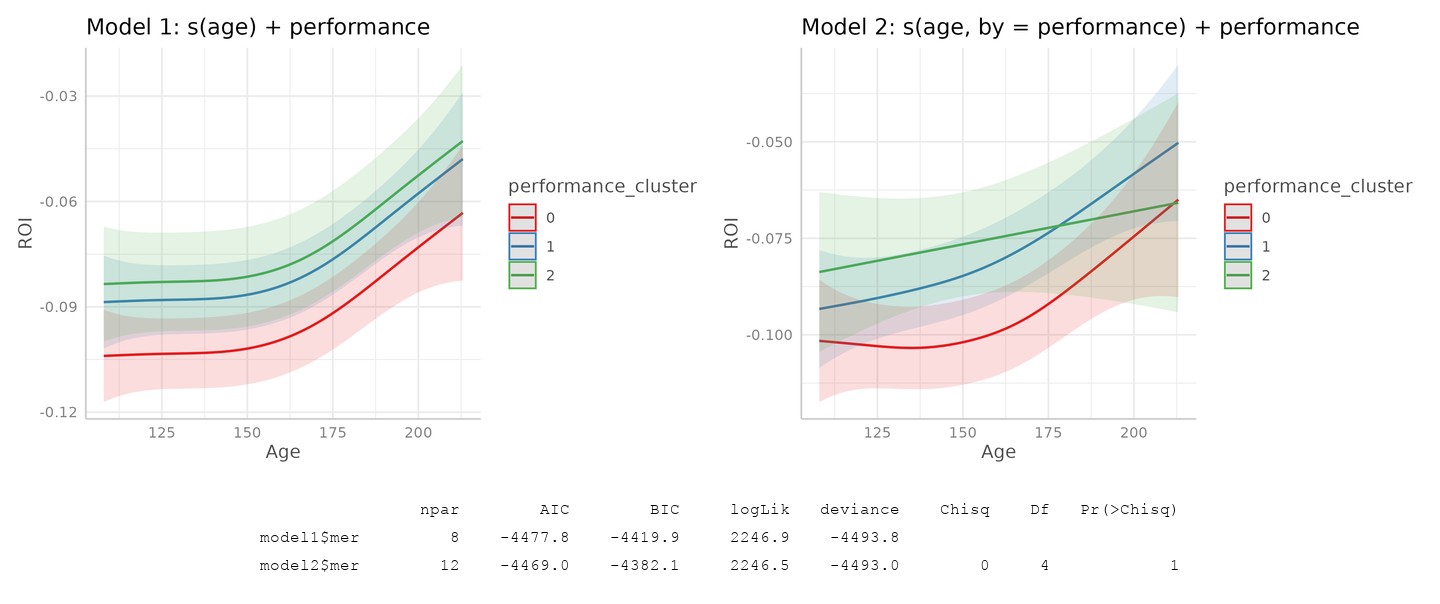 Model 1: s(age) + performance
-0.03
-0.06
-0.09
-0.12
ROI
125 150 175 200
Age
performance_cluster
0
1
2
Model 2: s(age, by = performance) + performance
-0.050
-0.075
-0.100
ROI
125 150 175 200
Age
performance_cluster
0
1
2
npar AIC BIC logLik deviance Chisq Df Pr(>Chisq)
model1$mer 8 -4477.8 -4419.9 2246.9 -4493.8
model2$mer 12 -4469.0 -4382.1 2246.5 -4493.0 0 4 1